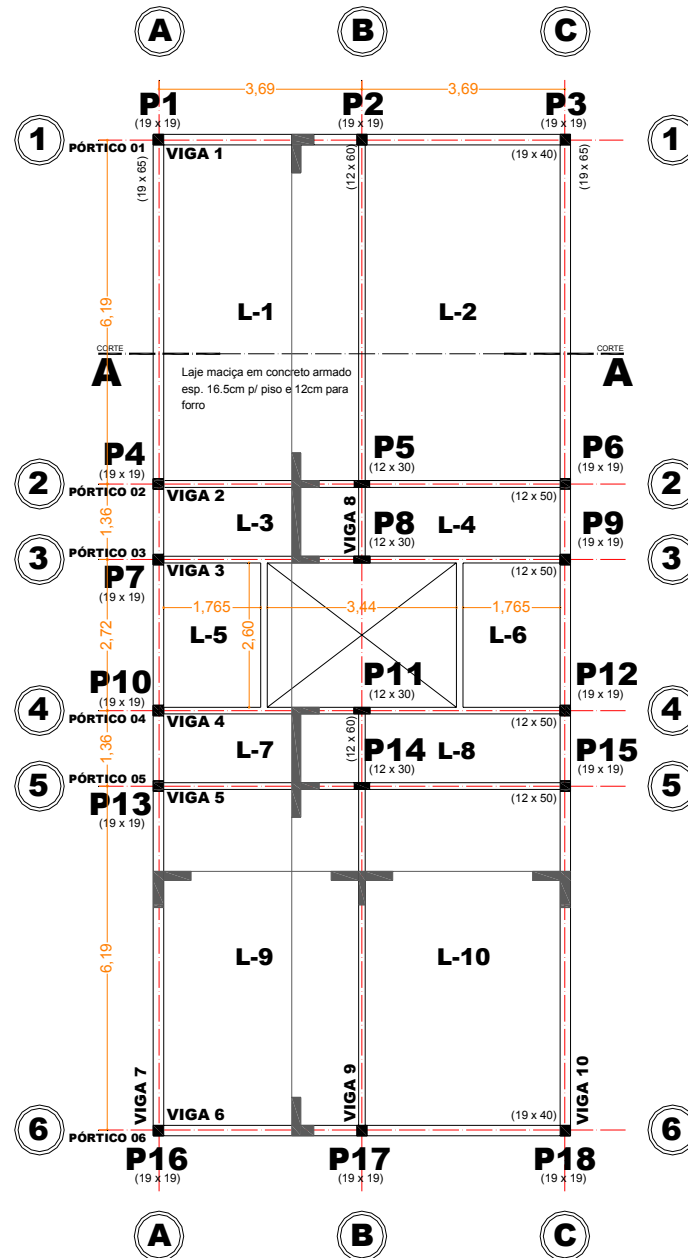 A B C
3,69 3,69
P1 P2 P3
(19 x 19) (19 x 19) (19 x 19)
1 PÓRTICO 01 VIGA 1 (19 x 40) 1
(19 x 65) (12 x 60) (19 x 65)
6,19
L-1 L-2
CORTE CORTE
A A
Laje maciça em concreto armado
esp. 16.5cm p/ piso e 12cm para
forro
P4 P5 P6
(19 x 19) (12 x 30) (19 x 19)
2 PÓRTICO 02 VIGA 2 (12 x 50) 2
1,36
L-3 VIGA 8 P8 L-4 P9
(12 x 30) (19 x 19)
3 PÓRTICO 03 VIGA 3 (12 x 50) 3
P7
(19 x 19)
1,765 3,44 1,765
2,72 L-5 2,60 L-6
P10 P11 P12
(19 x 19) (12 x 30) (19 x 19)
4 PÓRTICO 04 VIGA 4 (12 x 50) 4
1,36 (12 x 60)
L-7 P14 L-8 P15
(12 x 30) (19 x 19)
5 PÓRTICO 05 VIGA 5 (12 x 50) 5
P13
(19 x 19)
6,19
L-9 L-10
VIGA 7 VIGA 9 VIGA 10
6 PÓRTICO 06 VIGA 6 (19 x 40) 6
P16 P17 P18
(19 x 19) (19 x 19) (19 x 19)
A B C